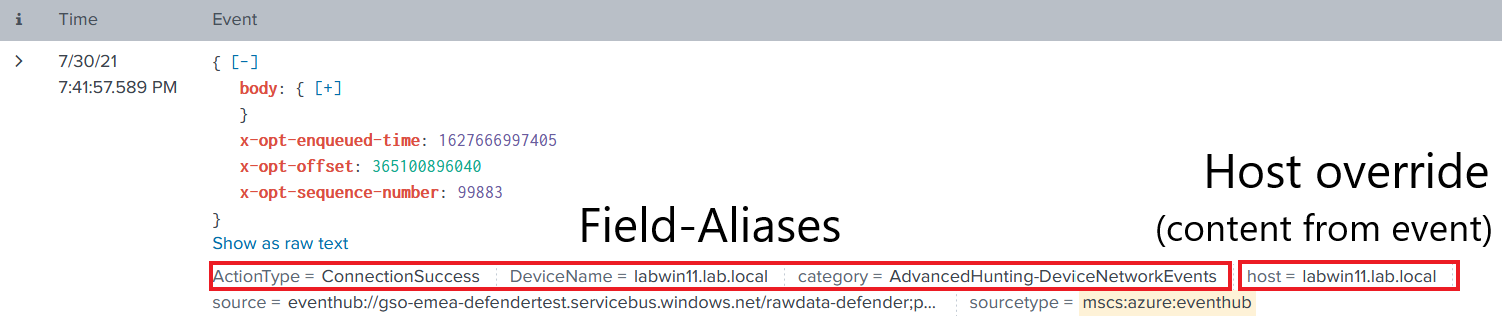 i Time Event
7/30/21 { [-]
7:41:57.589 PM body: { [+]
}
x-opt-enqueued-time: 1627666997405
x-opt-offset: 365100896040
x-opt-sequence-number: 99883
}
Show as raw text
Field-Aliases
Host override
(content from event)
ActionType = ConnectionSuccess DeviceName = labwin11.lab.local category = AdvancedHunting-DeviceNetworkEvents host = labwin11.lab.local
source = eventhub://gso-emea-defendertest.servicebus.windows.net/rawdata-defender;p... sourcetype = mscs:azure:eventhub